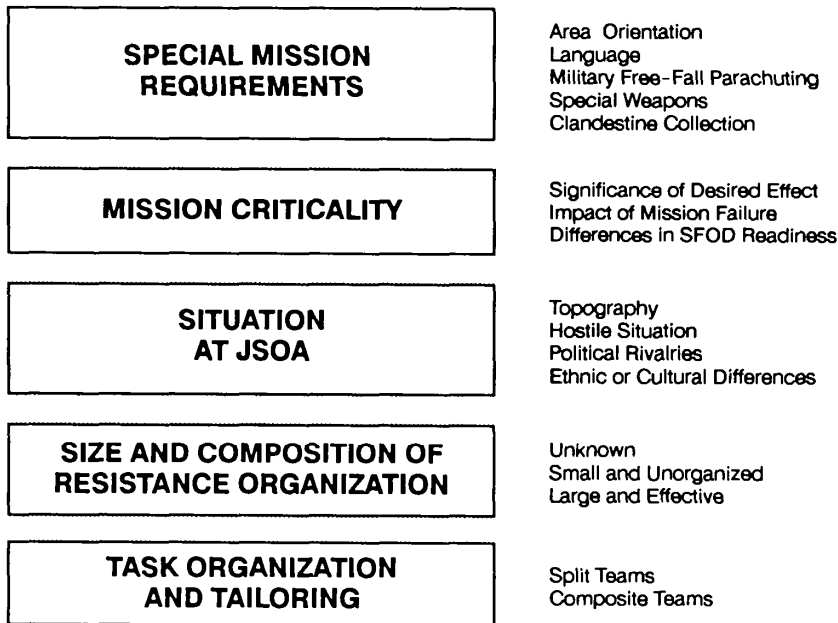 SPECIAL MISSION
REQUIREMENTS
Area Orientation
Language
Military Free-Fall Parachuting
Special Weapons
Clandestine Collection
MISSION CRITICALITY
Significance of Desired Effect
Impact of Mission Failure
Differences in SFOD Readiness
SITUATION
AT JSOA
Topography
Hostile Situation
Political Rivalries
Ethnic or Cultural Differences
SIZE AND COMPOSITION OF
RESISTANCE ORGANIZATION
Unknown
Small and Unorganized
Large and Effective
TASK ORGANIZATION
AND TAILORING
Split Teams
Composite Teams